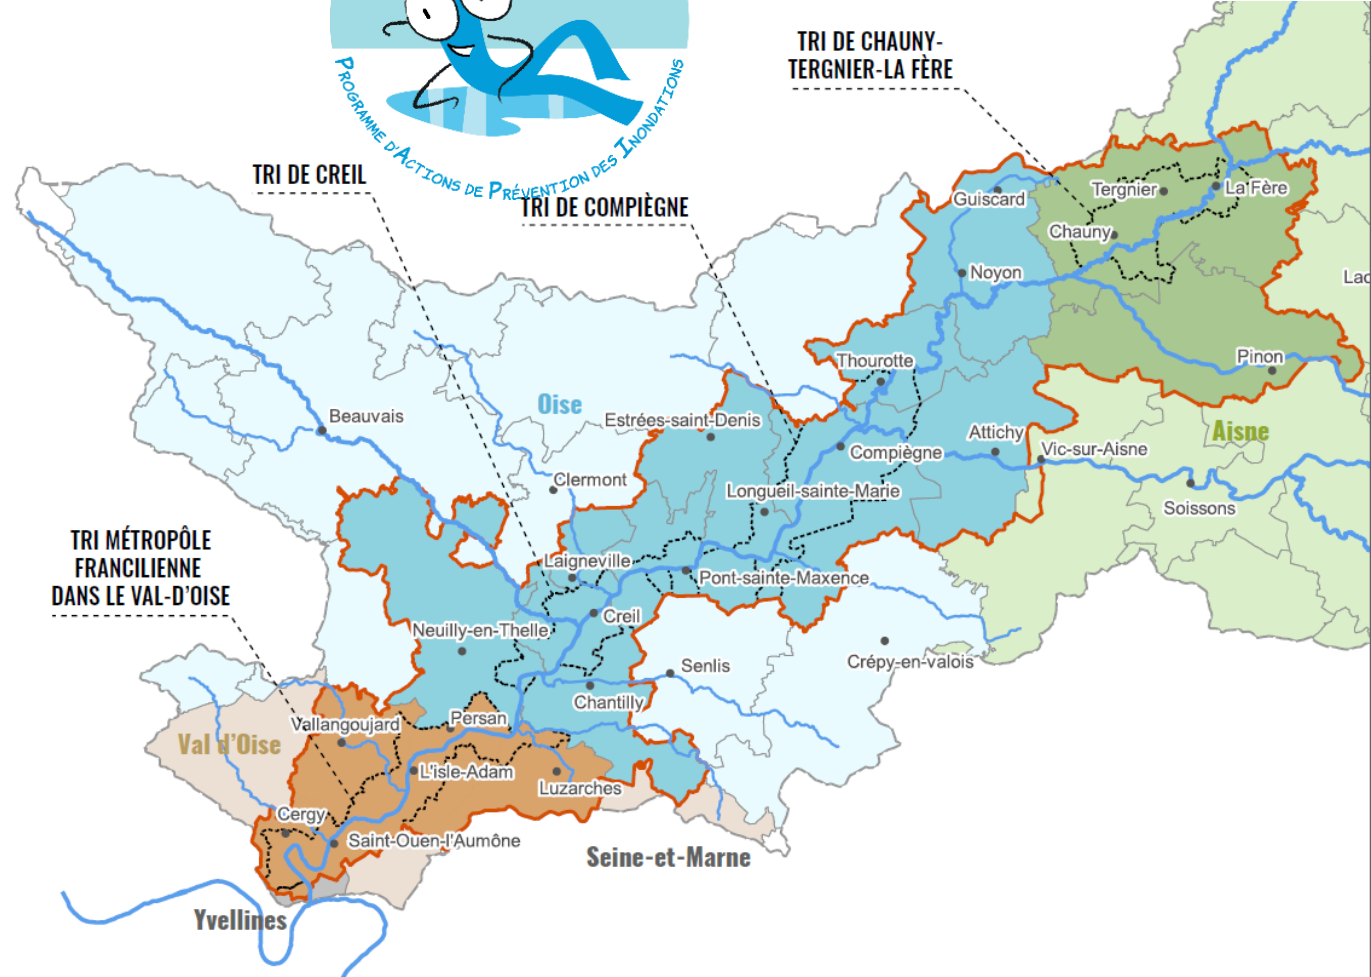 PROGRAMME D'ACTIONS DE PRÉVENTION DES INONDATIONS
TRI DE CHAUNY-
TERGNIER-LA FÈRE
TRI DE CREIL
TRI DE COMPIÈGNE
Guiscard
Tergnier
La Fère
Chauny
Noyon
Thourotte
Pinon
Oise
Beauvais
Estrées-saint-Denis
Compiègne
Attichy
Vic-sur-Aisne
Aisne
Clermont
Longueil-sainte-Marie
Soissons
TRI MÉTROPÔLE
FRANCILIENNE
DANS LE VAL-D'OISE
Laigneville
Pont-sainte-Maxence
Creil
Neuilly-en-Thelle
Senlis
Crépy-en-valois
Chantilly
Vallangoujard
Persan
Val d'Oise
L'isle-Adam
Luzarches
Cergy
Saint-Ouen-l'Aumône
Seine-et-Marne
Yvellines